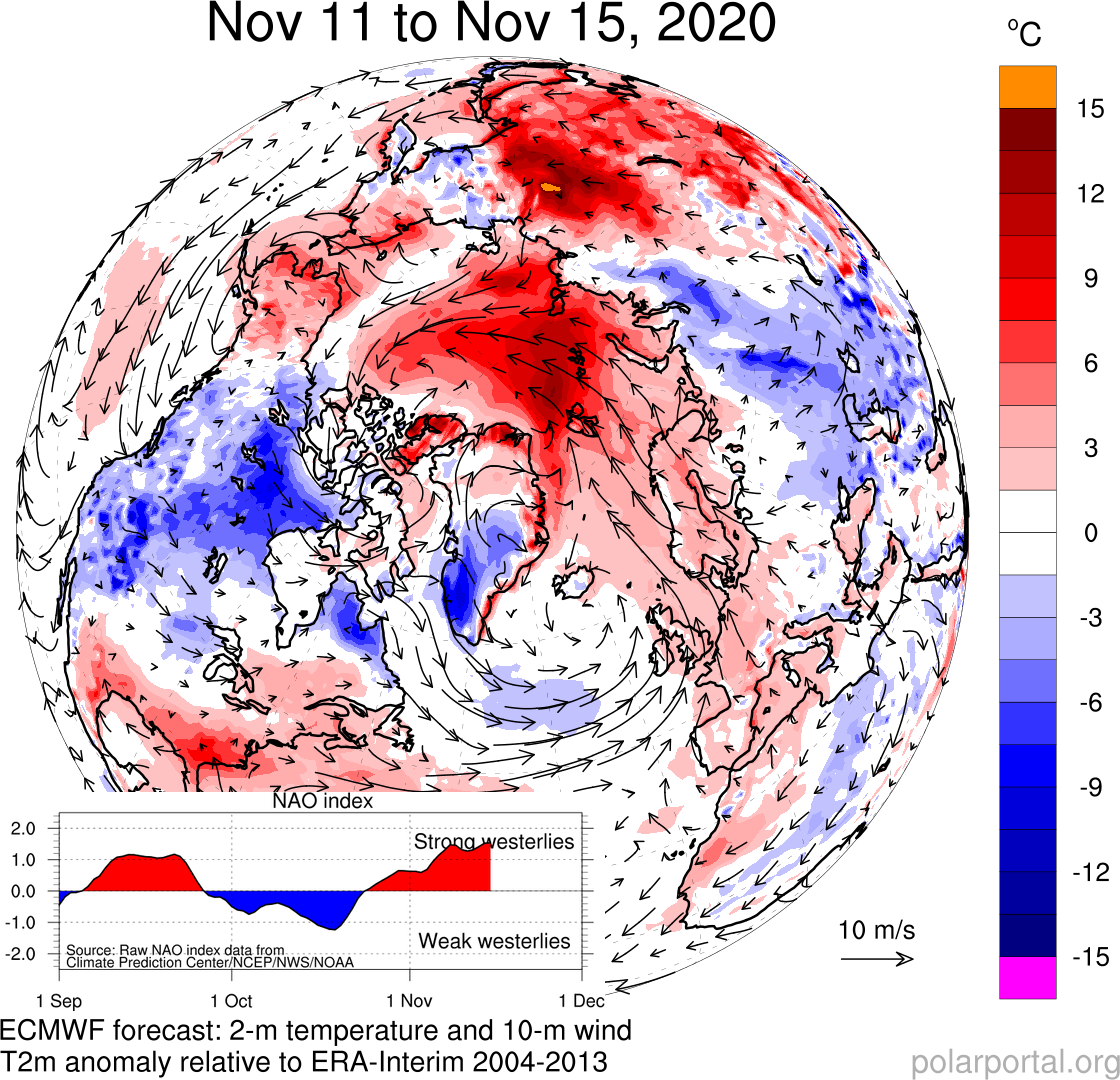 Nov 11 to Nov 15, 2020
oC
15
12
9
6
3
0
-3
-6
-9
-12
-15
NAO index
2.0
1.0
0.0
-1.0
-2.0
Strong westerlies
Weak westerlies
Source: Raw NAO index data from
Climate Prediction Center/NCEP/NWS/NOAA
1 Sep
1 Oct
1 Nov
1 Dec
10 m/s
ECMWF forecast: 2-m temperature and 10-m wind
T2m anomaly relative to ERA-Interim 2004-2013
polarportal.org